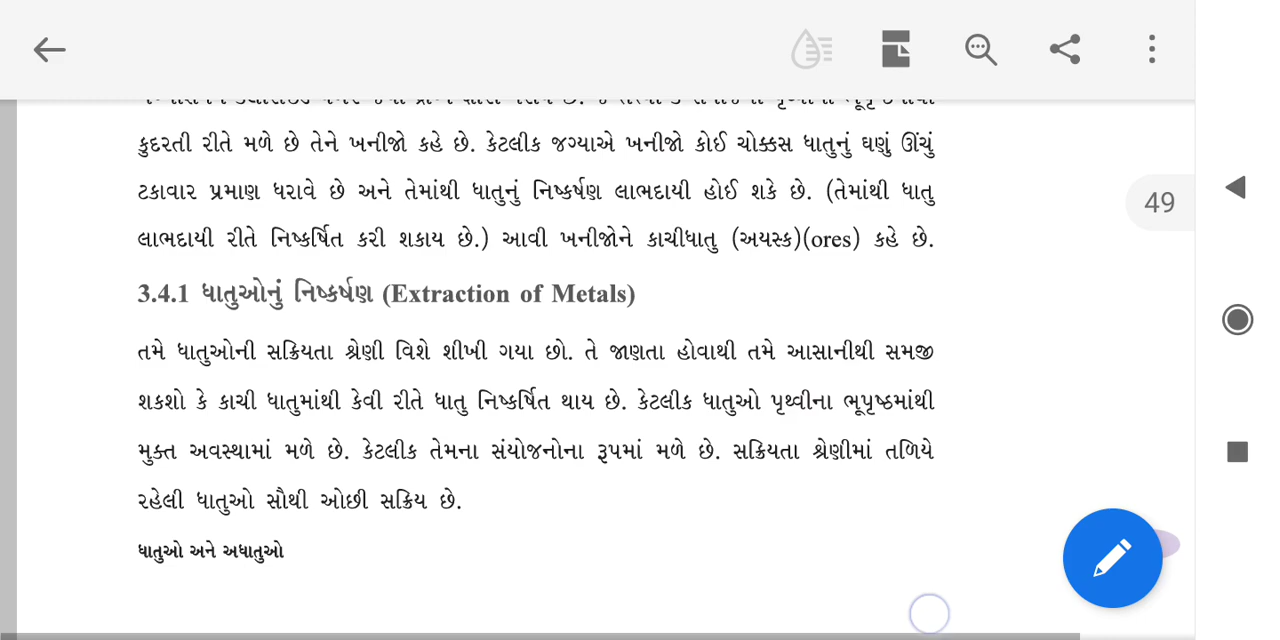 કુદરતી રીતે મળે છે તેને ખનીજો કહે છે. કેટલીક જગ્યાએ ખનીજો કોઈ ચોક્કસ ધાતુનું ઘણું ઊંચું
ટકાવાર પ્રમાણ ધરાવે છે અને તેમાંથી ધાતુનું નિષ્કર્ષણ લાભદાયી હોઈ શકે છે. (તેમાંથી ધાતુ
લાભદાયી રીતે નિષ્કર્ષિત કરી શકાય છે.) આવી ખનીજોને કાચીધાતુ (અયસ્ક)(ores) કહે છે.
49
3.4.1 ધાતુઓનું નિષ્કર્ષણ (Extraction of Metals)
તમે ધાતુઓની સક્રિયતા શ્રેણી વિશે શીખી ગયા છો. તે જાણતા હોવાથી તમે આસાનીથી સમજી
શકશો કે કાચી ધાતુમાંથી કેવી રીતે ધાતુ નિષ્કર્ષિત થાય છે. કેટલીક ધાતુઓ પૃથ્વીના ભૂપૃષ્ઠમાંથી
મુક્ત અવસ્થામાં મળે છે. કેટલીક તેમના સંયોજનોના રૂપમાં મળે છે. સક્રિયતા શ્રેણીમાં તળિયે
રહેલી ધાતુઓ સૌથી ઓછી સક્રિય છે.
ધાતુઓ અને અધાતુઓ